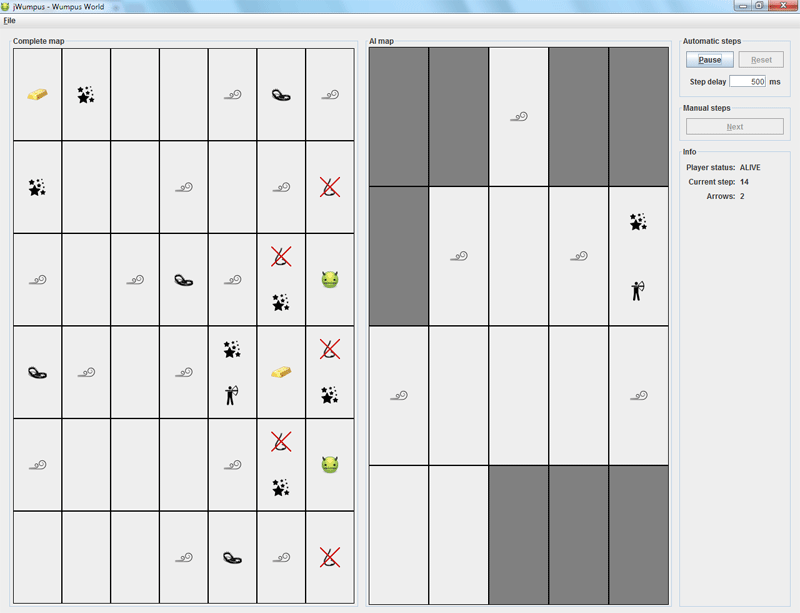 jWumpus - Wumpus World
File
Complete map
AI map
Automatic steps
Pause Reset
Step delay 500 ms
Manual steps
Next
Info
Player status: ALIVE
Current step: 14
Arrows: 2